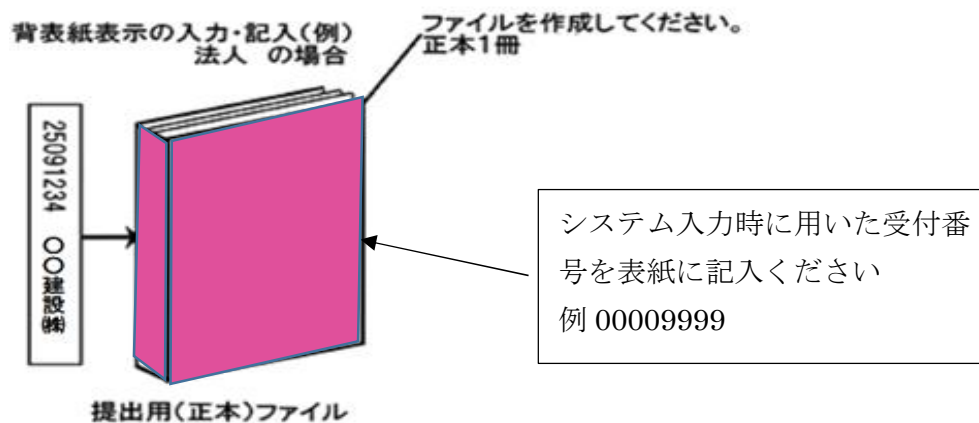 背表紙表示の入力・記入(例)
法人 の場合
ファイルを作成してください。
正本1冊
25091234 〇〇建設㈱
システム入力時に用いた受付番
号を表紙に記入ください
例 00009999
提出用(正本)ファイル